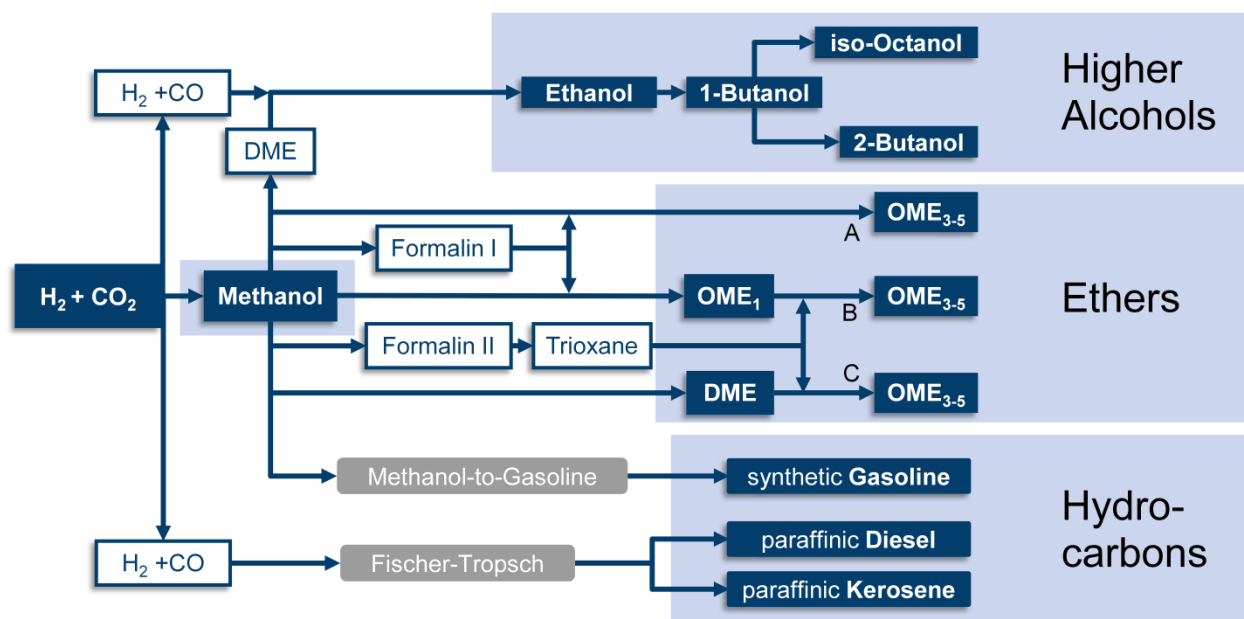 iso-Octanol
H₂ +CO
Ethanol
1-Butanol
Higher
Alcohols
DME
2-Butanol
OME₃₋₅
A
Formalin I
H₂ + CO₂
Methanol
OME₁
OME₃₋₅
B
Ethers
Formalin II
Trioxane
C
DME
OME₃₋₅
Methanol-to-Gasoline
synthetic Gasoline
Hydro-
carbons
paraffinic Diesel
H₂ +CO
Fischer-Tropsch
paraffinic Kerosene